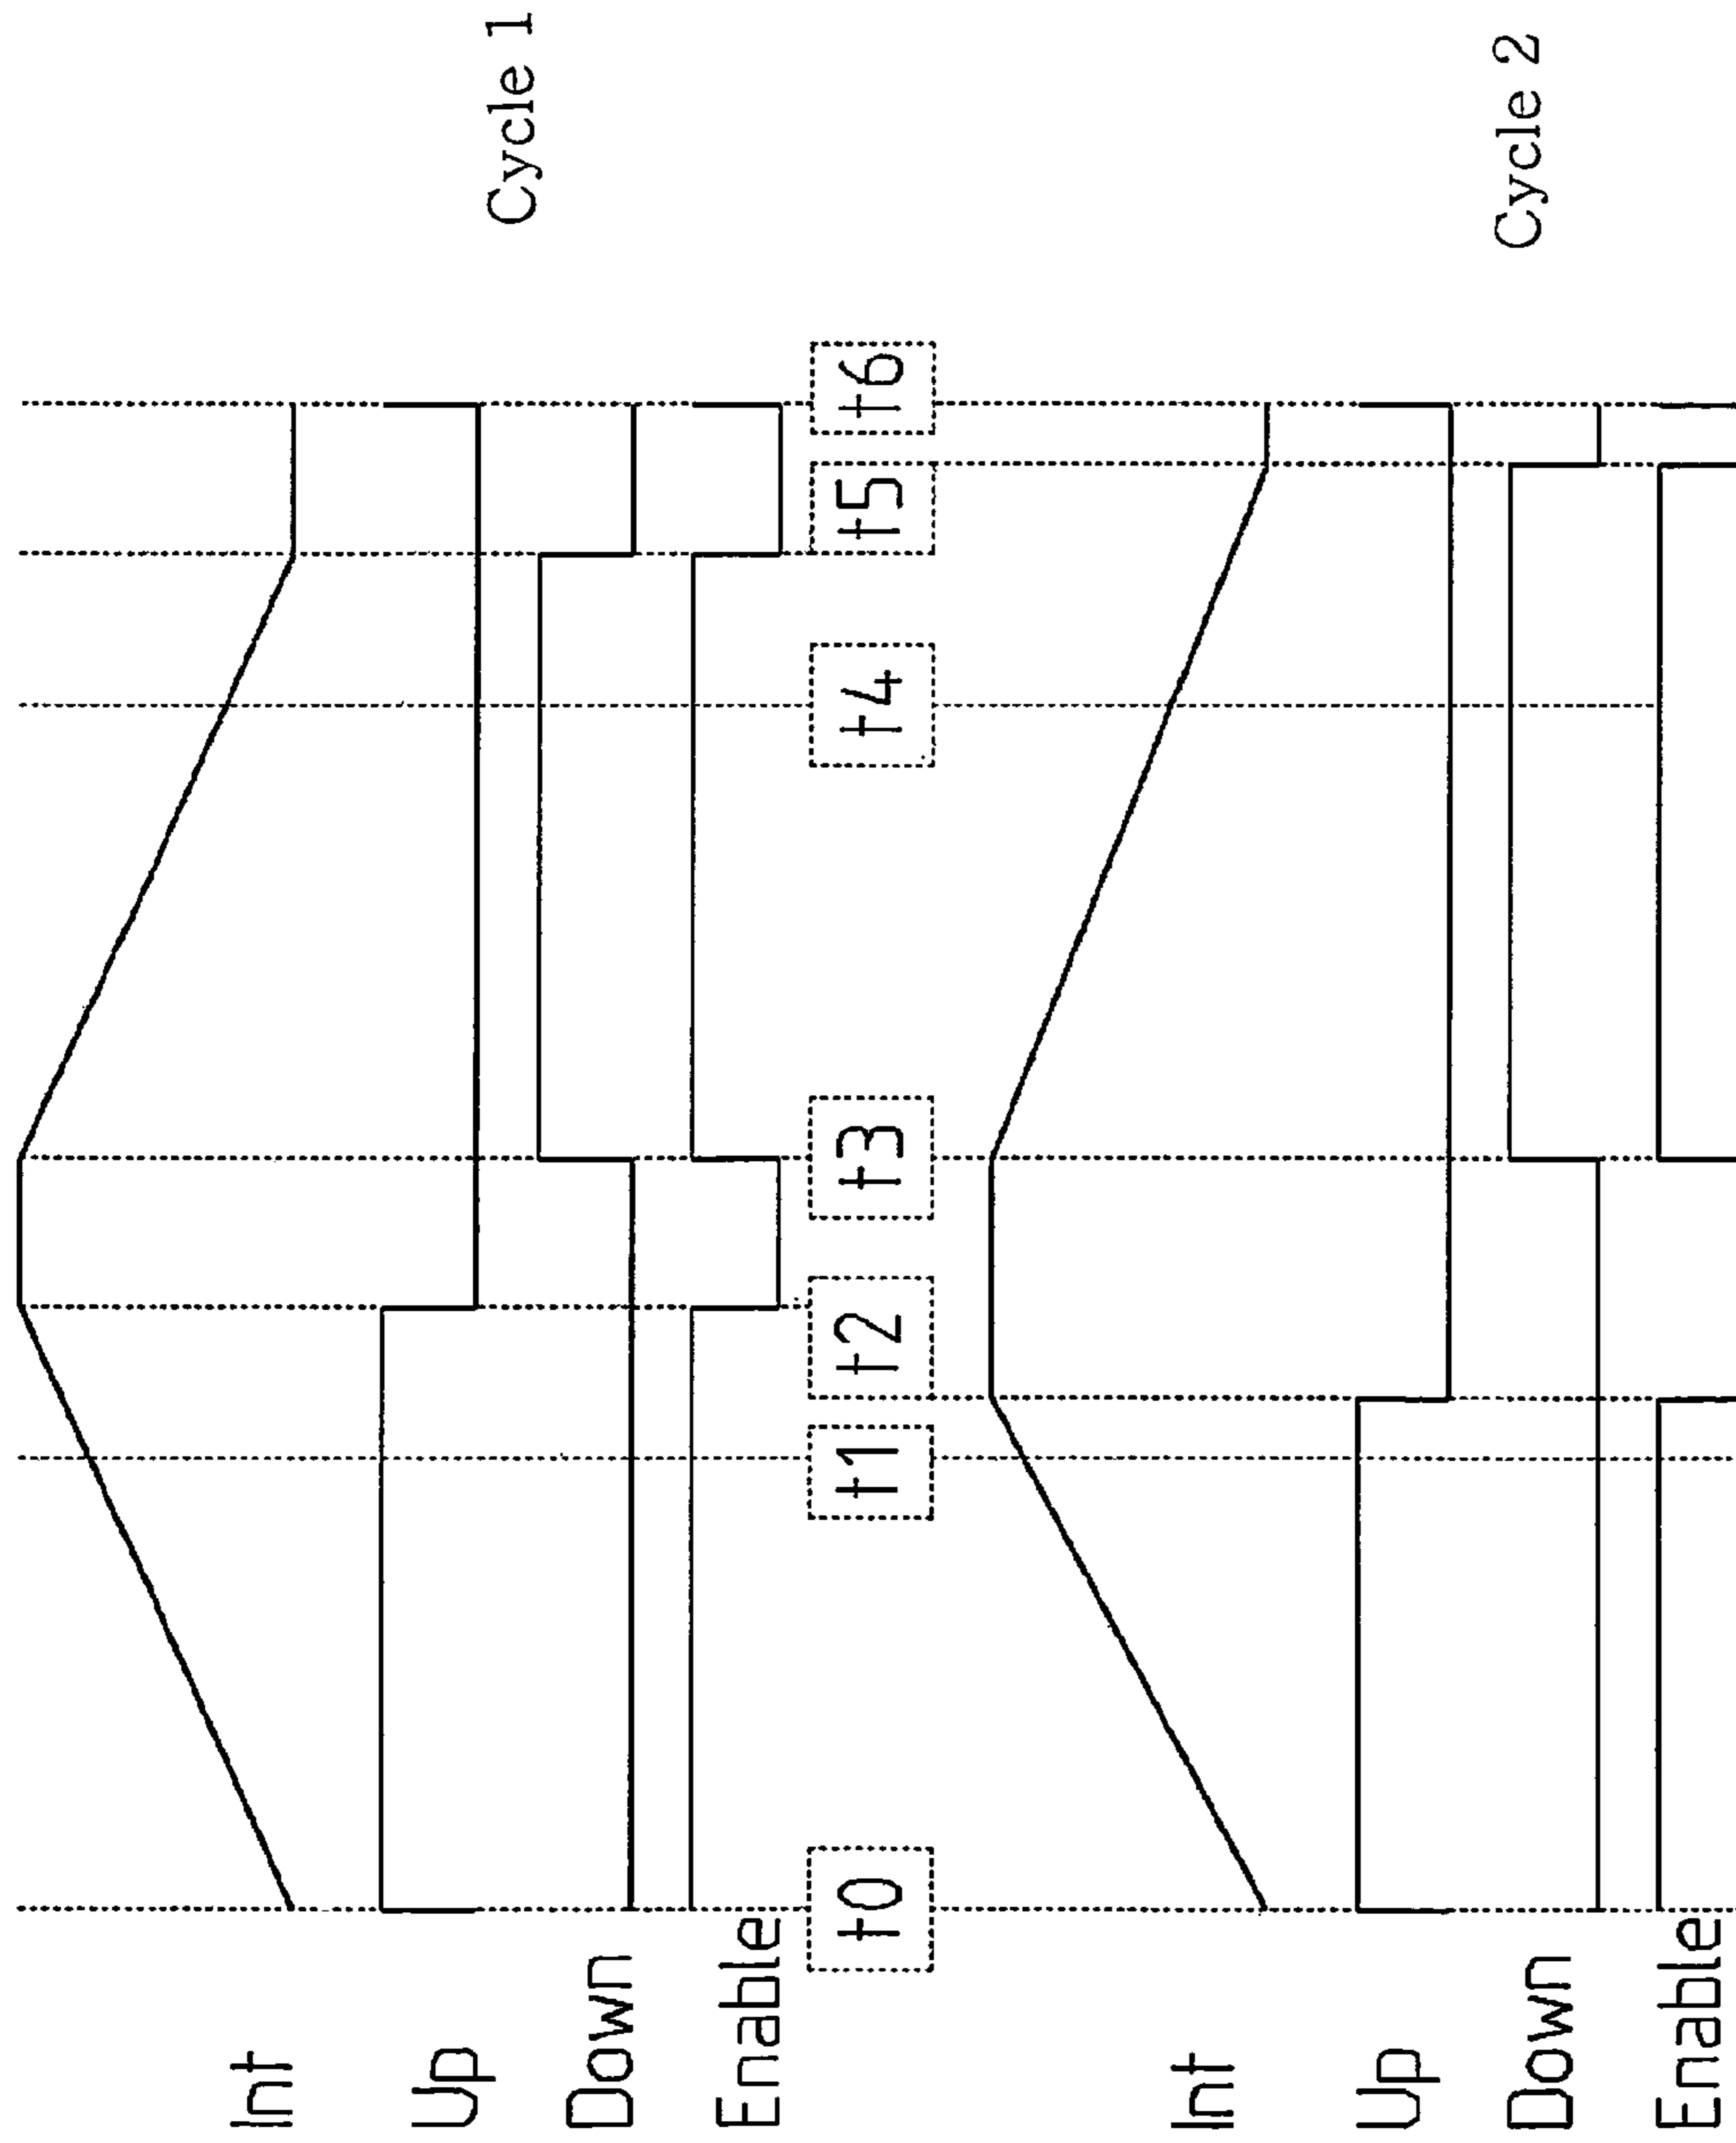 Int
Up
Down
Enable
Cycle 1
t0 t1 t2 t3 t4 t5 t6
Int
Up
Down
Enable
Cycle 2